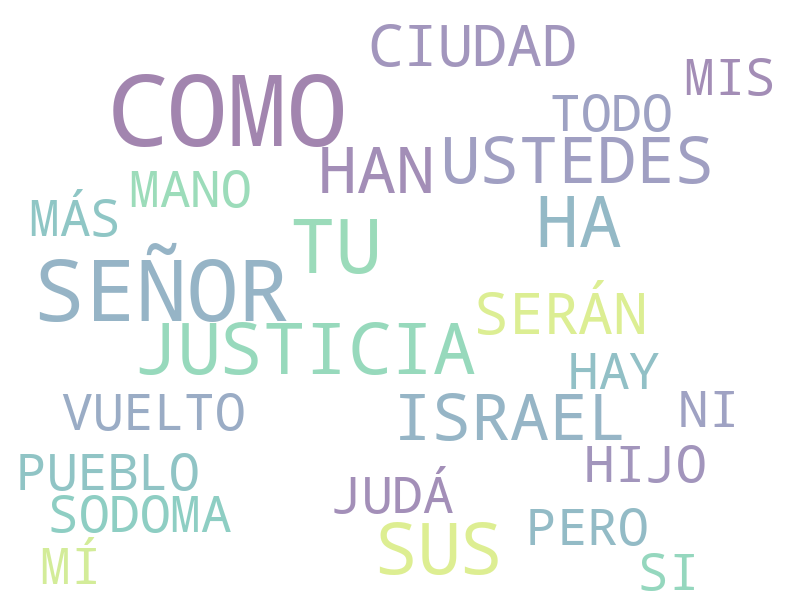 CIUDAD
MIS
COMO
TODO
HAN
USTEDES
MANO
MÁS
HA
TU
SEÑOR
SERÁN
JUSTICIA
HAY
VUELTO
ISRAEL
NI
PUEBLO
HIJO
JUDÁ
SODOMA
PERO
SUS
MÍ
SI